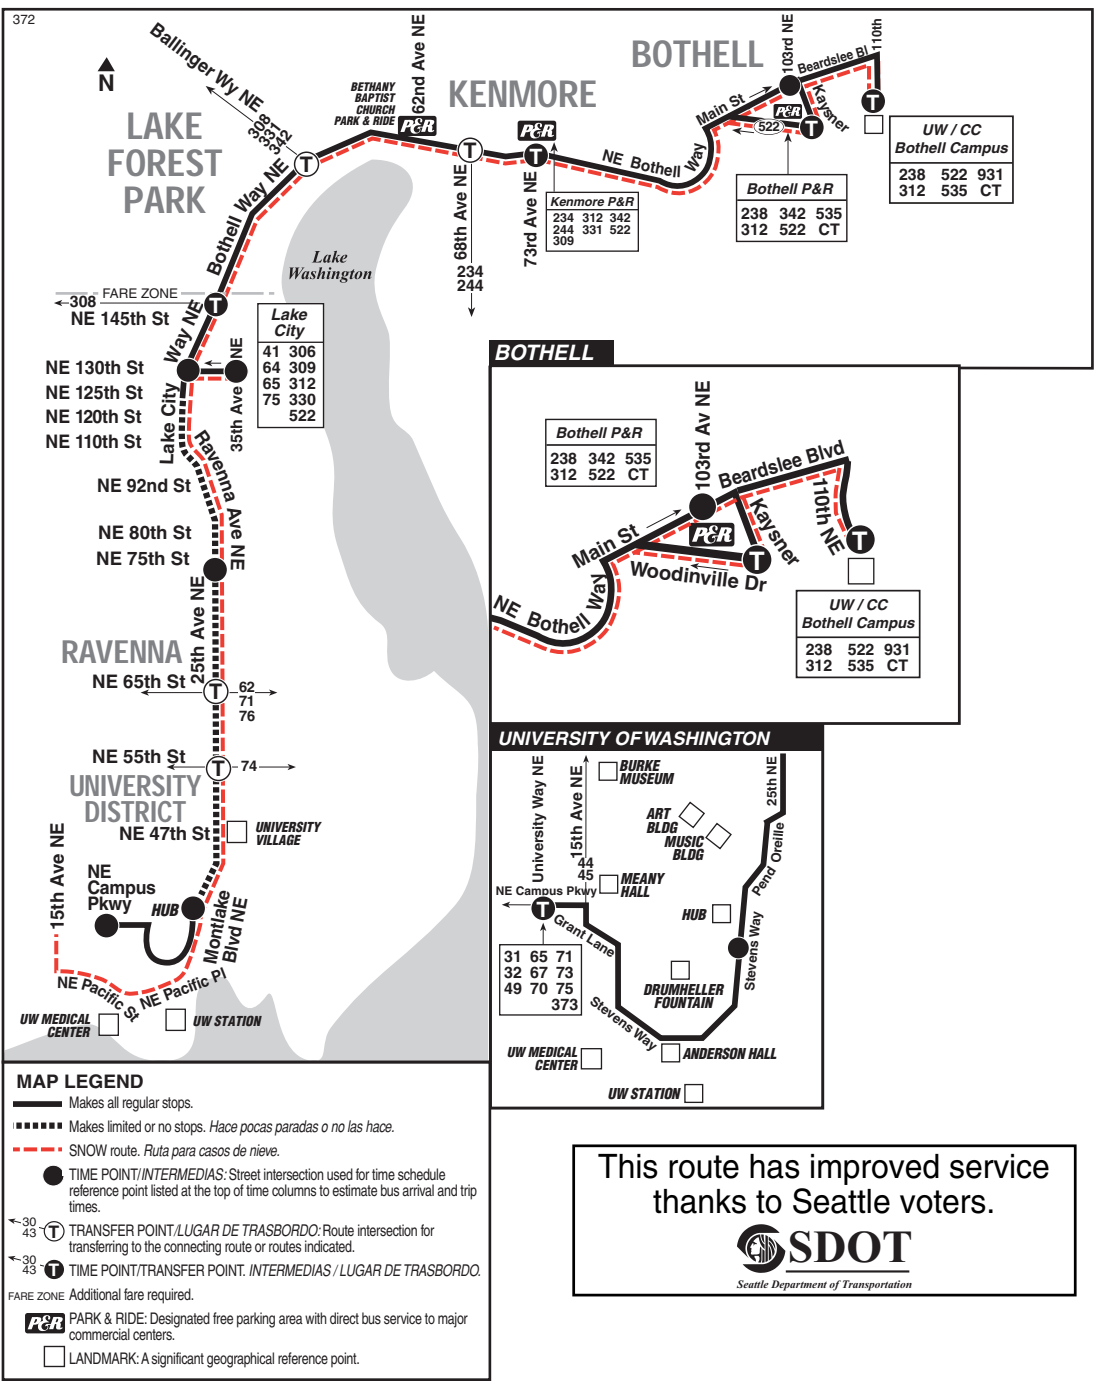 372
N
Ballinger Wy NE
308
331
342
LAKE
FOREST
PARK
BETHANY
BAPTIST
CHURCH
PARK & RIDE
62nd Ave NE
P&R
KENMORE
P&R
BOTHELL
103rd NE
Beardslee Bl
110th
Main St
P&R
Kaysner
522
T
T
T
T
T
NE Bothell Way
Bothell Way NE
68th Ave NE
234
244
73rd Ave NE
Kenmore P&R
234 312 342
244 331 522
309
Bothell P&R
238 342 535
312 522 CT
UW / CC
Bothell Campus
238 522 931
312 535 CT
Lake
Washington
FARE ZONE
308
T
NE 145th St
Lake City Way NE
NE 130th St
NE 125th St
NE 120th St
NE 110th St
35th Ave NE
Lake
City
41 306
64 309
65 312
75 330
522
Ravenna Ave NE
NE 92nd St
NE 80th St
NE 75th St
25th Ave NE
RAVENNA
NE 65th St
T
62
71
76
NE 55th St
T
74
UNIVERSITY
DISTRICT
NE 47th St
UNIVERSITY
VILLAGE
15th Ave NE
NE
Campus
Pkwy
HUB
Montlake
Blvd NE
NE Pacific St
NE Pacific Pl
UW MEDICAL
CENTER
UW STATION
BOTHELL
Bothell P&R
238 342 535
312 522 CT
103rd Av NE
Beardslee Blvd
110th NE
Main St
P&R
Kaysner
T
T
Woodinville Dr
NE Bothell Way
UW / CC
Bothell Campus
238 522 931
312 535 CT
UNIVERSITY OF WASHINGTON
University Way NE
15th Ave NE
25th NE
BURKE
MUSEUM
ART
BLDG
MUSIC
BLDG
Pend Oreille
44
45
MEANY
HALL
NE Campus Pkwy
T
Grant Lane
HUB
Stevens Way
31 65 71
32 67 73
49 70 75
373
DRUMHELLER
FOUNTAIN
Stevens Way
UW MEDICAL
CENTER
ANDERSON HALL
UW STATION
MAP LEGEND
Makes all regular stops.
Makes limited or no stops. Hace pocas paradas o no las hace.
SNOW route. Ruta para casos de nieve.
TIME POINT/INTERMEDIAS: Street intersection used for time schedule
reference point listed at the top of time columns to estimate bus arrival and trip
times.
30
43
T
TRANSFER POINT/LUGAR DE TRASBORDO: Route intersection for
transferring to the connecting route or routes indicated.
30
43
T
TIME POINT/TRANSFER POINT. INTERMEDIAS / LUGAR DE TRASBORDO.
FARE ZONE Additional fare required.
P&R PARK & RIDE: Designated free parking area with direct bus service to major
commercial centers.
LANDMARK: A significant geographical reference point.
This route has improved service
thanks to Seattle voters.
SDOT
Seattle Department of Transportation